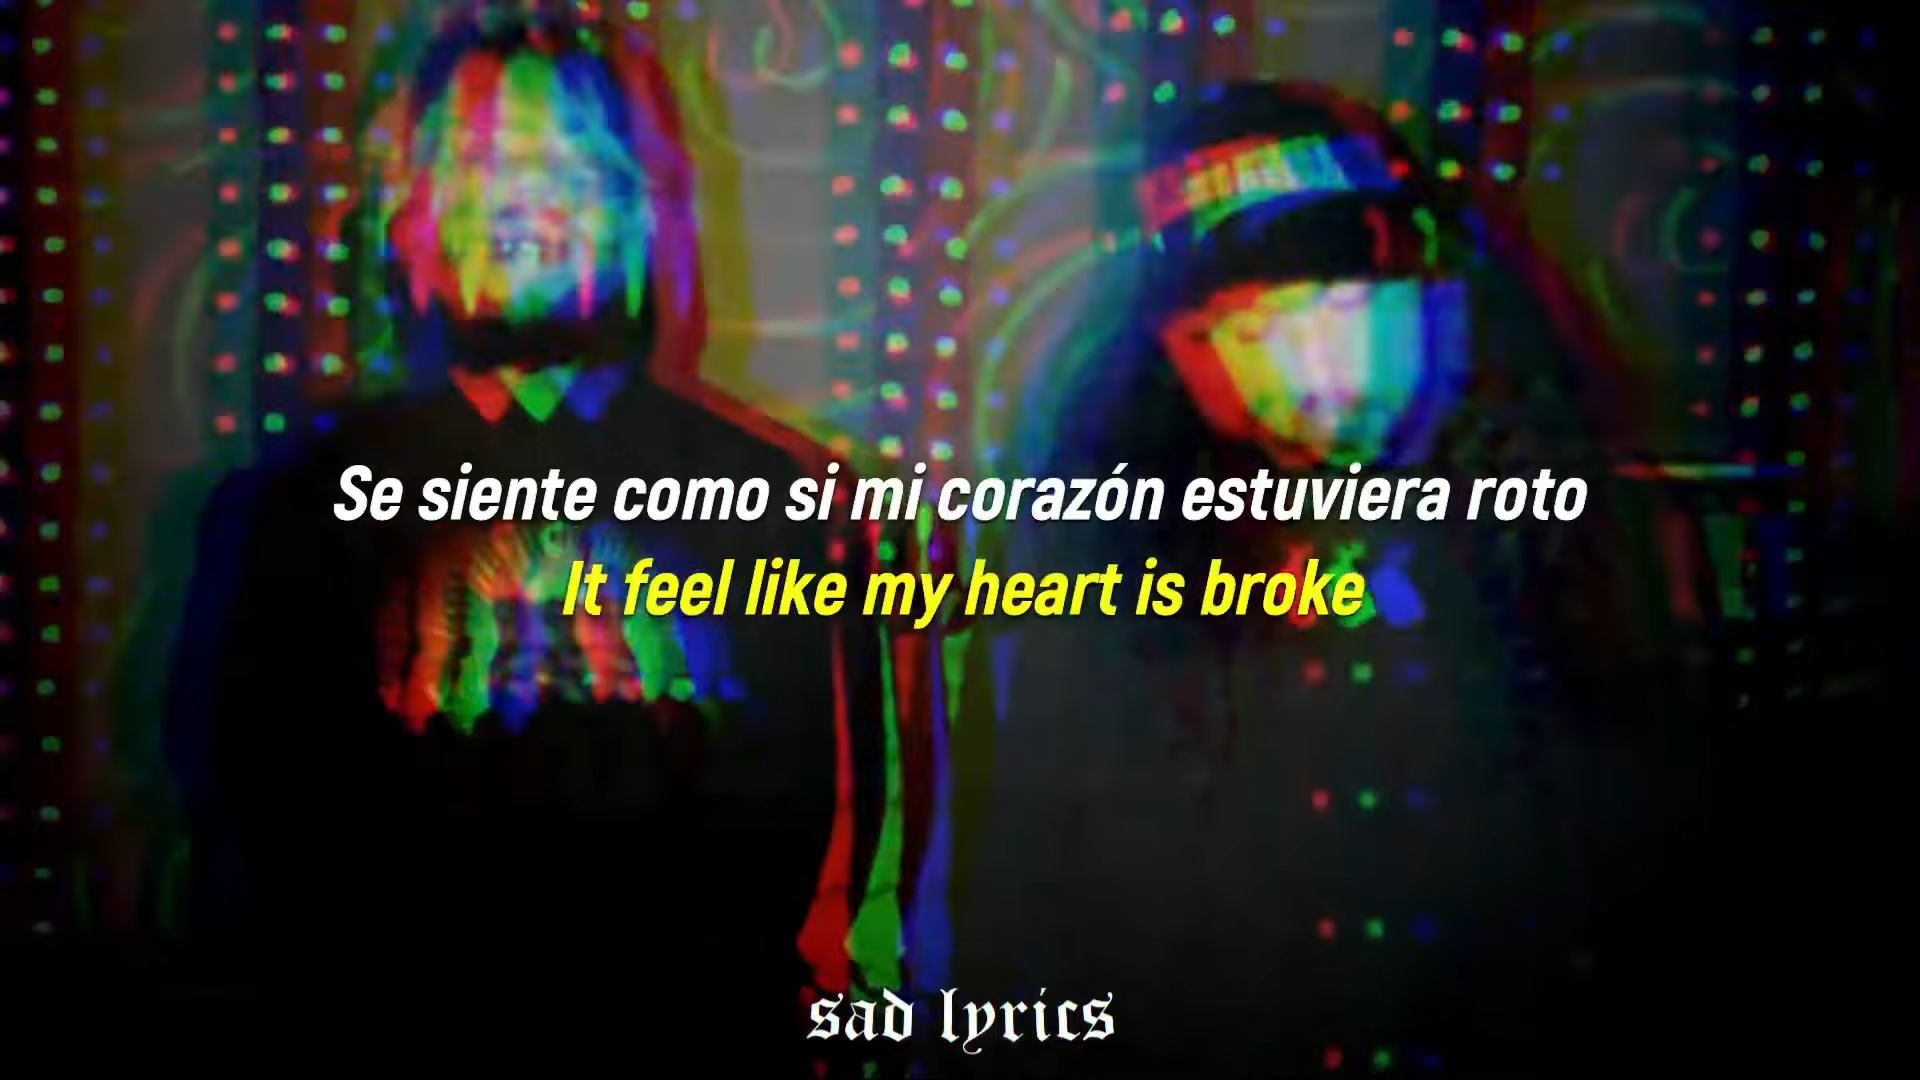 Se siente como si mi corazón estuviera roto
It feel like my heart is broke
sad lyrics